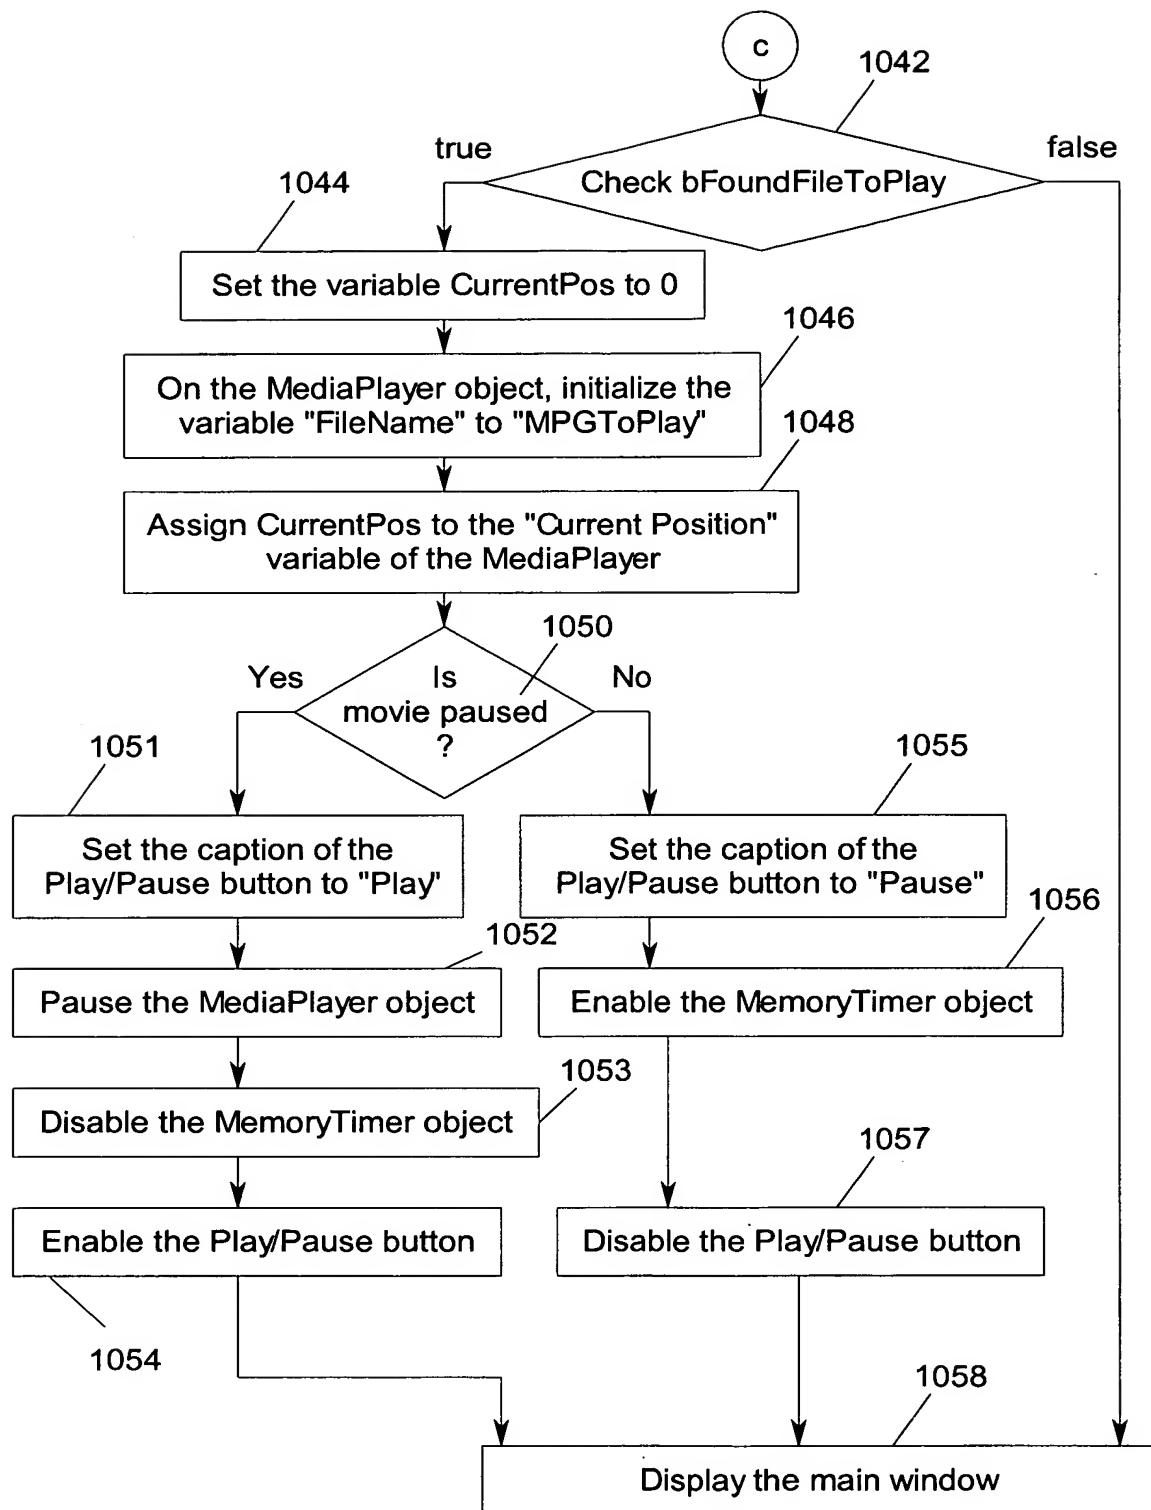 c
1042
true
false
Check bFoundFileToPlay
1044
Set the variable CurrentPos to 0
1046
On the MediaPlayer object, initialize the
variable "FileName" to "MPGToPlay"
1048
Assign CurrentPos to the "Current Position"
variable of the MediaPlayer
1050
Yes
Is
movie paused
?
No
1051
Set the caption of the
Play/Pause button to "Play"
1055
Set the caption of the
Play/Pause button to "Pause"
1052
Pause the MediaPlayer object
1056
Enable the MemoryTimer object
1053
Disable the MemoryTimer object
1057
Enable the Play/Pause button
Disable the Play/Pause button
1054
1058
Display the main window